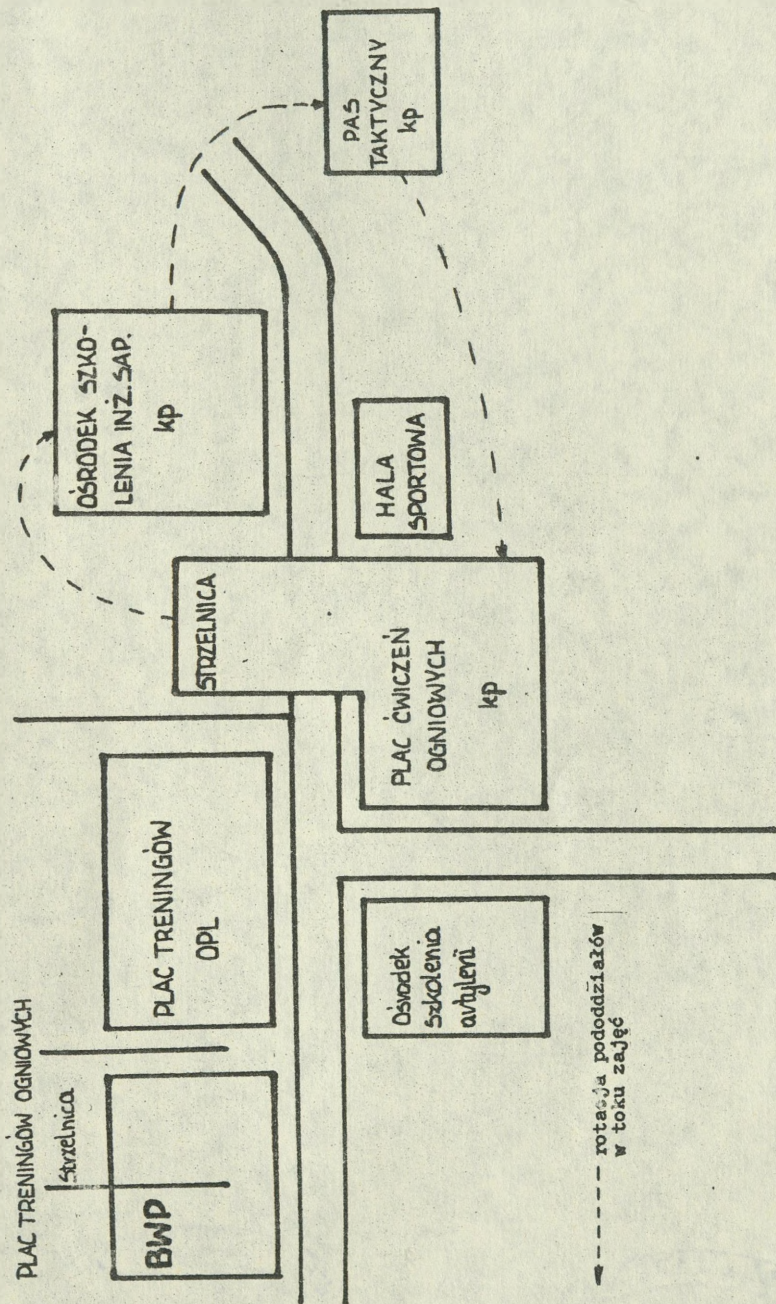 PLAC TRENINGÓW OGNIOWYCH
Strzelnica
BWP
PLAC TRENINGÓW
OPL
STRZELNICA
PLAC ĆWICZEŃ
OGNIOWYCH
kp
OŚRODEK SZKO-
LENIA INŻ.SAP.
kp
PAS
TAKTYCZNY
kp
HALA
SPORTOWA
Ośrodek
szkolenia
artylerii
rotacja pododdziałów
w toku zajęć